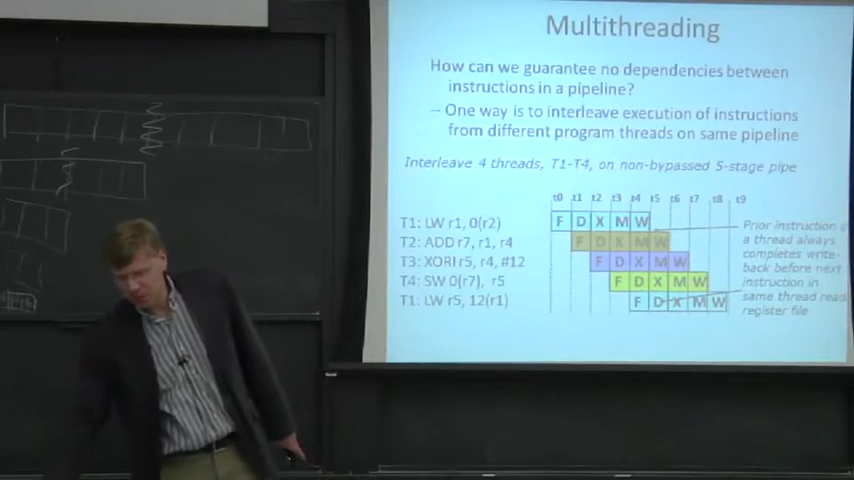 Multithreading
How can we guarantee no dependencies between
instructions in a pipeline?
-- One way is to interleave execution of instructions
from different program threads on same pipeline
Interleave 4 threads, T1-T4, on non-bypassed 5-stage pipe
t0 t1 t2 t3 t4 t5 t6 t7 t8 t9
T1: LW r1, 0(r2) F D X M W
T2: ADD r7, r1, r4 F D X M W
T3: XORI r5, r4, #12 F D X M W
T4: SW 0(r7), r5 F D X M W
T1: LW r5, 12(r1) F D X M W
Prior instruction
a thread always
completes write-
back before next
instruction in
same thread read
register file